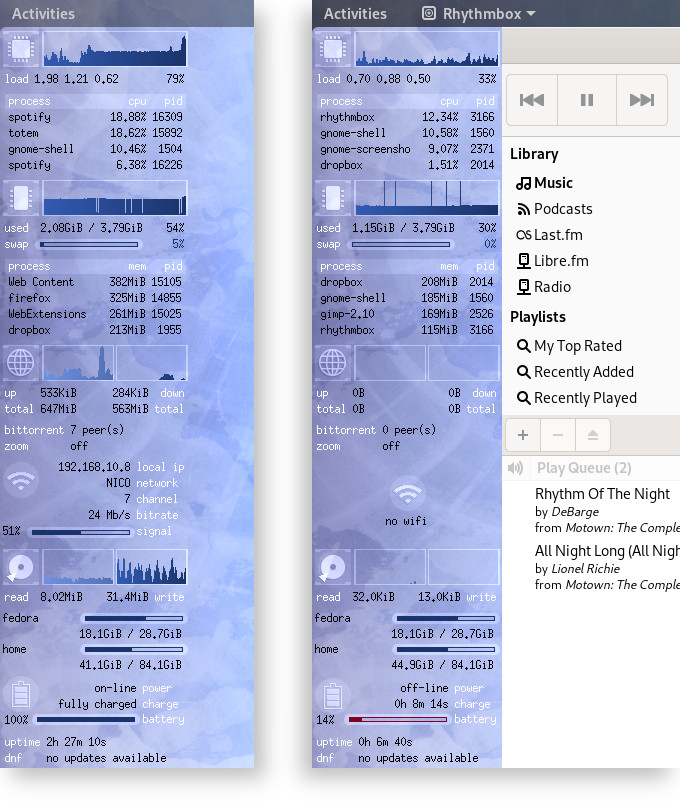 Activities
load 1.98 1.21 0.62 79%
process cpu pid
spotify 18.88% 16309
totem 18.62% 15892
gnome-shell 10.46% 1504
spotify 6.38% 16226
used 2.08GiB / 3.79GiB 54%
swap 5%
process mem pid
Web Content 382MiB 15105
firefox 325MiB 14855
WebExtensions 261MiB 15025
dropbox 213MiB 1955
up 533KiB 284KiB down
total 647MiB 563MiB total
bittorrent 7 peer(s)
zoom off
192.168.10.8 local ip
NICO network
7 channel
24 Mb/s bitrate
51% signal
read 8.02MiB 31.4MiB write
fedora
18.1GiB / 28.7GiB
home
41.1GiB / 84.1GiB
on-line power
fully charged charge
100% battery
uptime 2h 27m 10s
dnf no updates available
Activities Rhythmbox
load 0.70 0.88 0.50 33%
process cpu pid
rhythmbox 12.34% 3166
gnome-shell 10.58% 1560
gnome-screensho 9.07% 2371
dropbox 1.51% 2014
used 1.15GiB / 3.79GiB 30%
swap 0%
process mem pid
dropbox 208MiB 2014
gnome-shell 185MiB 1560
gimp-2.10 169MiB 2526
rhythmbox 115MiB 3166
up 0B 0B down
total 0B 0B total
bittorrent 0 peer(s)
zoom off
no wifi
read 32.0KiB 13.0KiB write
fedora
18.1GiB / 28.7GiB
home
44.9GiB / 84.1GiB
off-line power
0h 8m 14s charge
14% battery
uptime 0h 6m 40s
dnf no updates available
Library
Music
Podcasts
Last.fm
Libre.fm
Radio
Playlists
My Top Rated
Recently Added
Recently Played
Play Queue (2)
Rhythm Of The Night
by DeBarge
from Motown: The Comple
All Night Long (All Nigh
by Lionel Richie
from Motown: The Comple